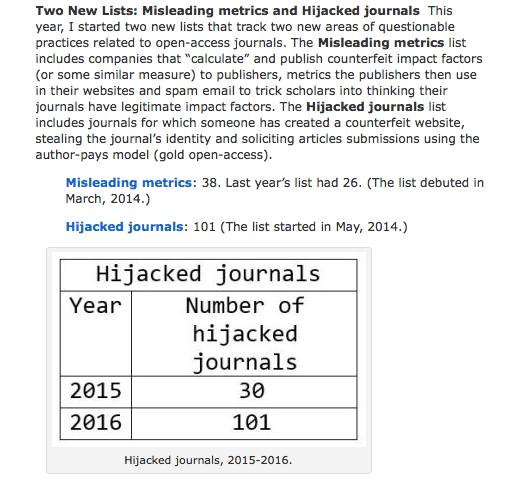 Two New Lists: Misleading metrics and Hijacked journals  This
year, I started two new lists that track two new areas of questionable
practices related to open-access journals. The Misleading metrics list
includes companies that “calculate” and publish counterfeit impact factors
(or some similar measure) to publishers, metrics the publishers then use
in their websites and spam email to trick scholars into thinking their
journals have legitimate impact factors. The Hijacked journals list
includes journals for which someone has created a counterfeit website,
stealing the journal’s identity and soliciting articles submissions using the
author-pays model (gold open-access).
Misleading metrics: 38. Last year’s list had 26. (The list debuted in
March, 2014.)
Hijacked journals: 101 (The list started in May, 2014.)
Hijacked journals
Year Number of
hijacked
journals
2015 30
2016 101
Hijacked journals, 2015-2016.